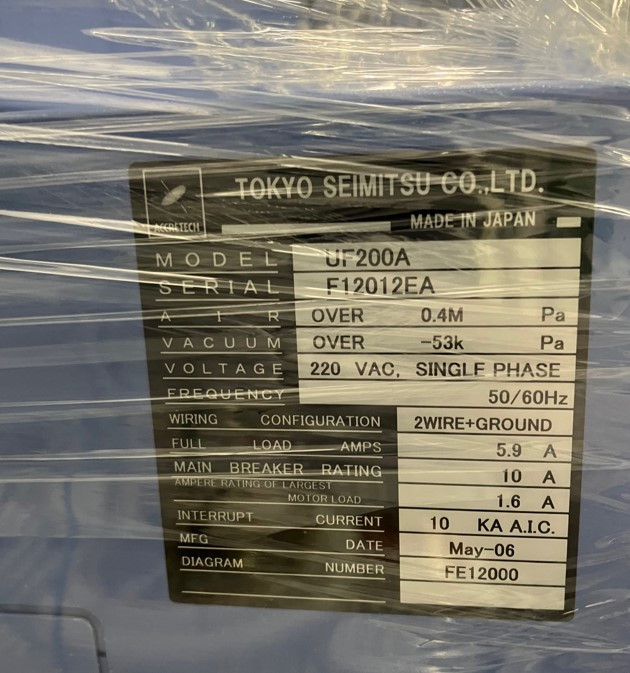 TOKYO SEIMITSU CO.,LTD.
ACCRETECH
MADE IN JAPAN
MODEL UF200A
SERIAL F12012EA
AIR OVER 0.4M Pa
VACUUM OVER -53k Pa
VOLTAGE 220 VAC, SINGLE PHASE
FREQUENCY 50/60Hz
WIRING CONFIGURATION 2WIRE+GROUND
FULL LOAD AMPS 5.9 A
MAIN BREAKER RATING 10 A
AMPERE RATING OF LARGEST
MOTOR LOAD 1.6 A
INTERRUPT CURRENT 10 KA A.I.C.
MFG DATE May-06
DIAGRAM NUMBER FE12000